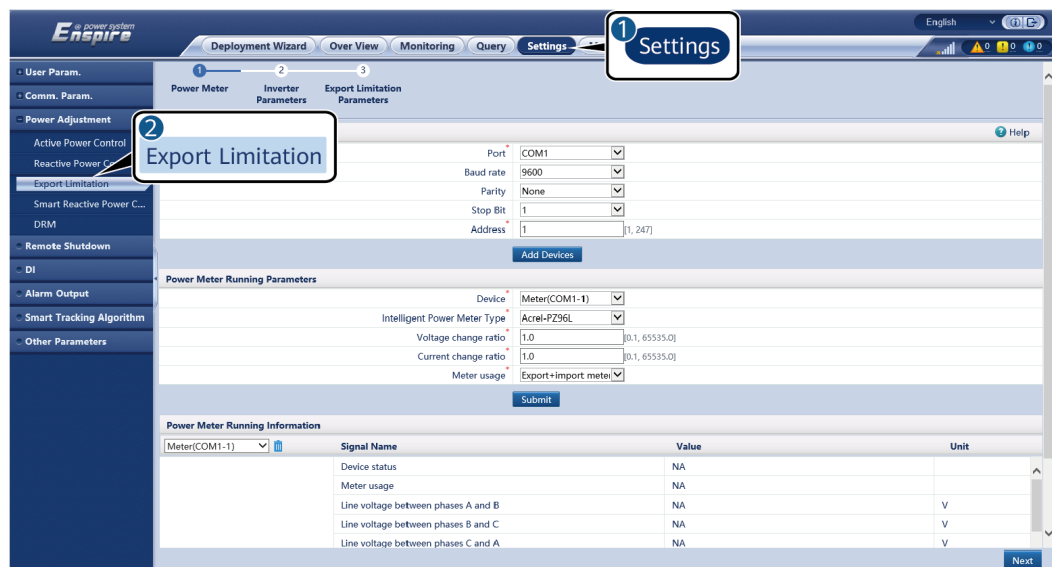 power system
Enspire
English
Deployment Wizard
Over View
Monitoring
Query
Settings
1
Settings
0
0
0
User Param.
Comm. Param.
Power Adjustment
Active Power Control
Reactive Power Co
Export Limitation
Smart Reactive Power C...
DRM
Remote Shutdown
DI
Alarm Output
Smart Tracking Algorithm
Other Parameters
2
Export Limitation
1
2
3
Power Meter
Inverter
Parameters
Export Limitation
Parameters
Help
Port* COM1
Baud rate 9600
Parity None
Stop Bit 1
Address* 1 [1, 247]
Add Devices
Power Meter Running Parameters
Device* Meter(COM1-1)
Intelligent Power Meter Type* Acrel-PZ96L
Voltage change ratio* 1.0 [0.1, 65535.0]
Current change ratio* 1.0 [0.1, 65535.0]
Meter usage* Export+import meter
Submit
Power Meter Running Information
Meter(COM1-1)
Signal Name Value Unit
Device status NA
Meter usage NA
Line voltage between phases A and B NA V
Line voltage between phases B and C NA V
Line voltage between phases C and A NA V
Next